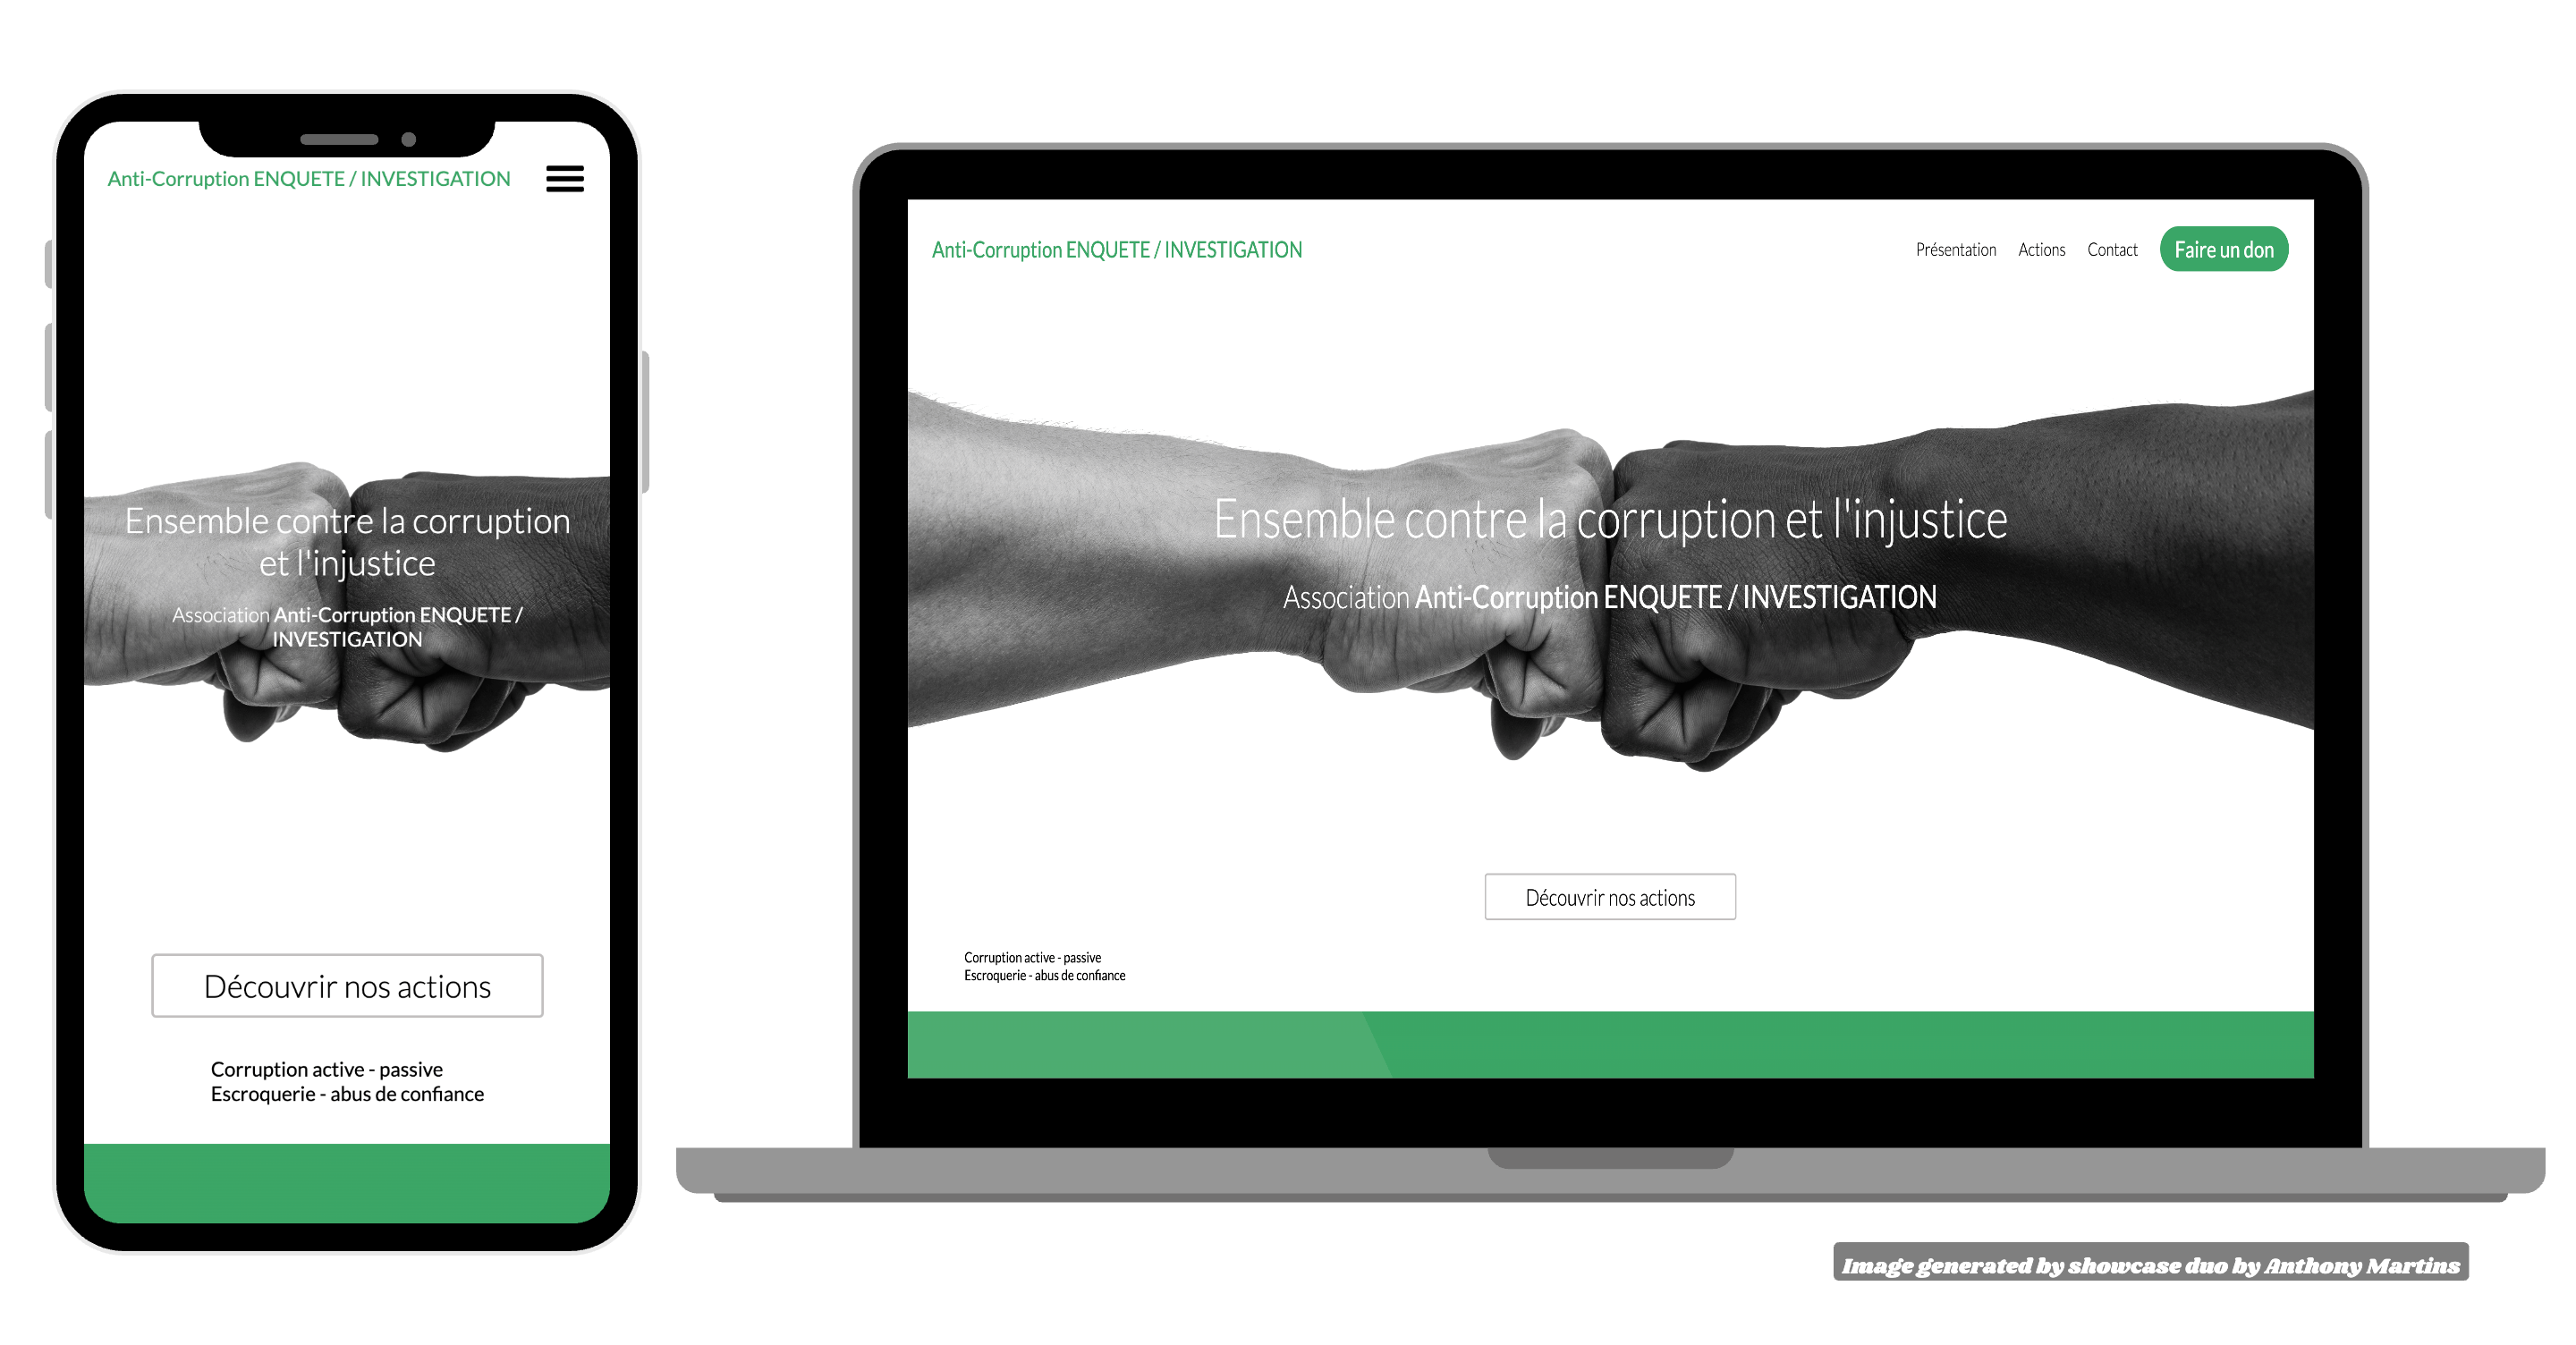 Anti-Corruption ENQUETE / INVESTIGATION
Ensemble contre la corruption
et l'injustice
Association Anti-Corruption ENQUETE /
INVESTIGATION
Découvrir nos actions
Corruption active - passive
Escroquerie - abus de confiance
Anti-Corruption ENQUETE / INVESTIGATION
Présentation Actions Contact Faire un don
Ensemble contre la corruption et l'injustice
Association Anti-Corruption ENQUETE / INVESTIGATION
Découvrir nos actions
Corruption active - passive
Escroquerie - abus de confiance
Image generated by showcase duo by Anthony Martins